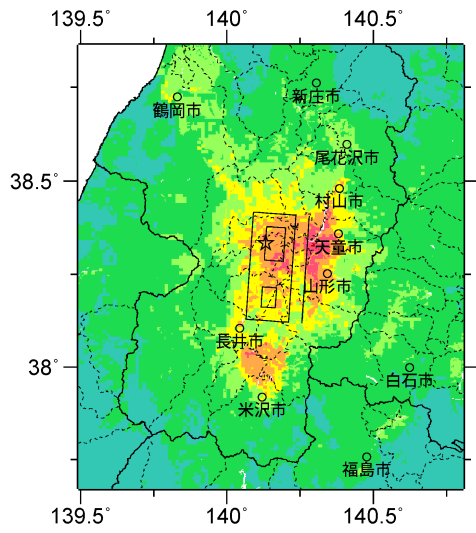 139.5° 140° 140.5°
新庄市
鶴岡市
尾花沢市
38.5°
村山市
天童市
山形市
長井市
38°
白石市
米沢市
福島市
139.5° 140° 140.5°